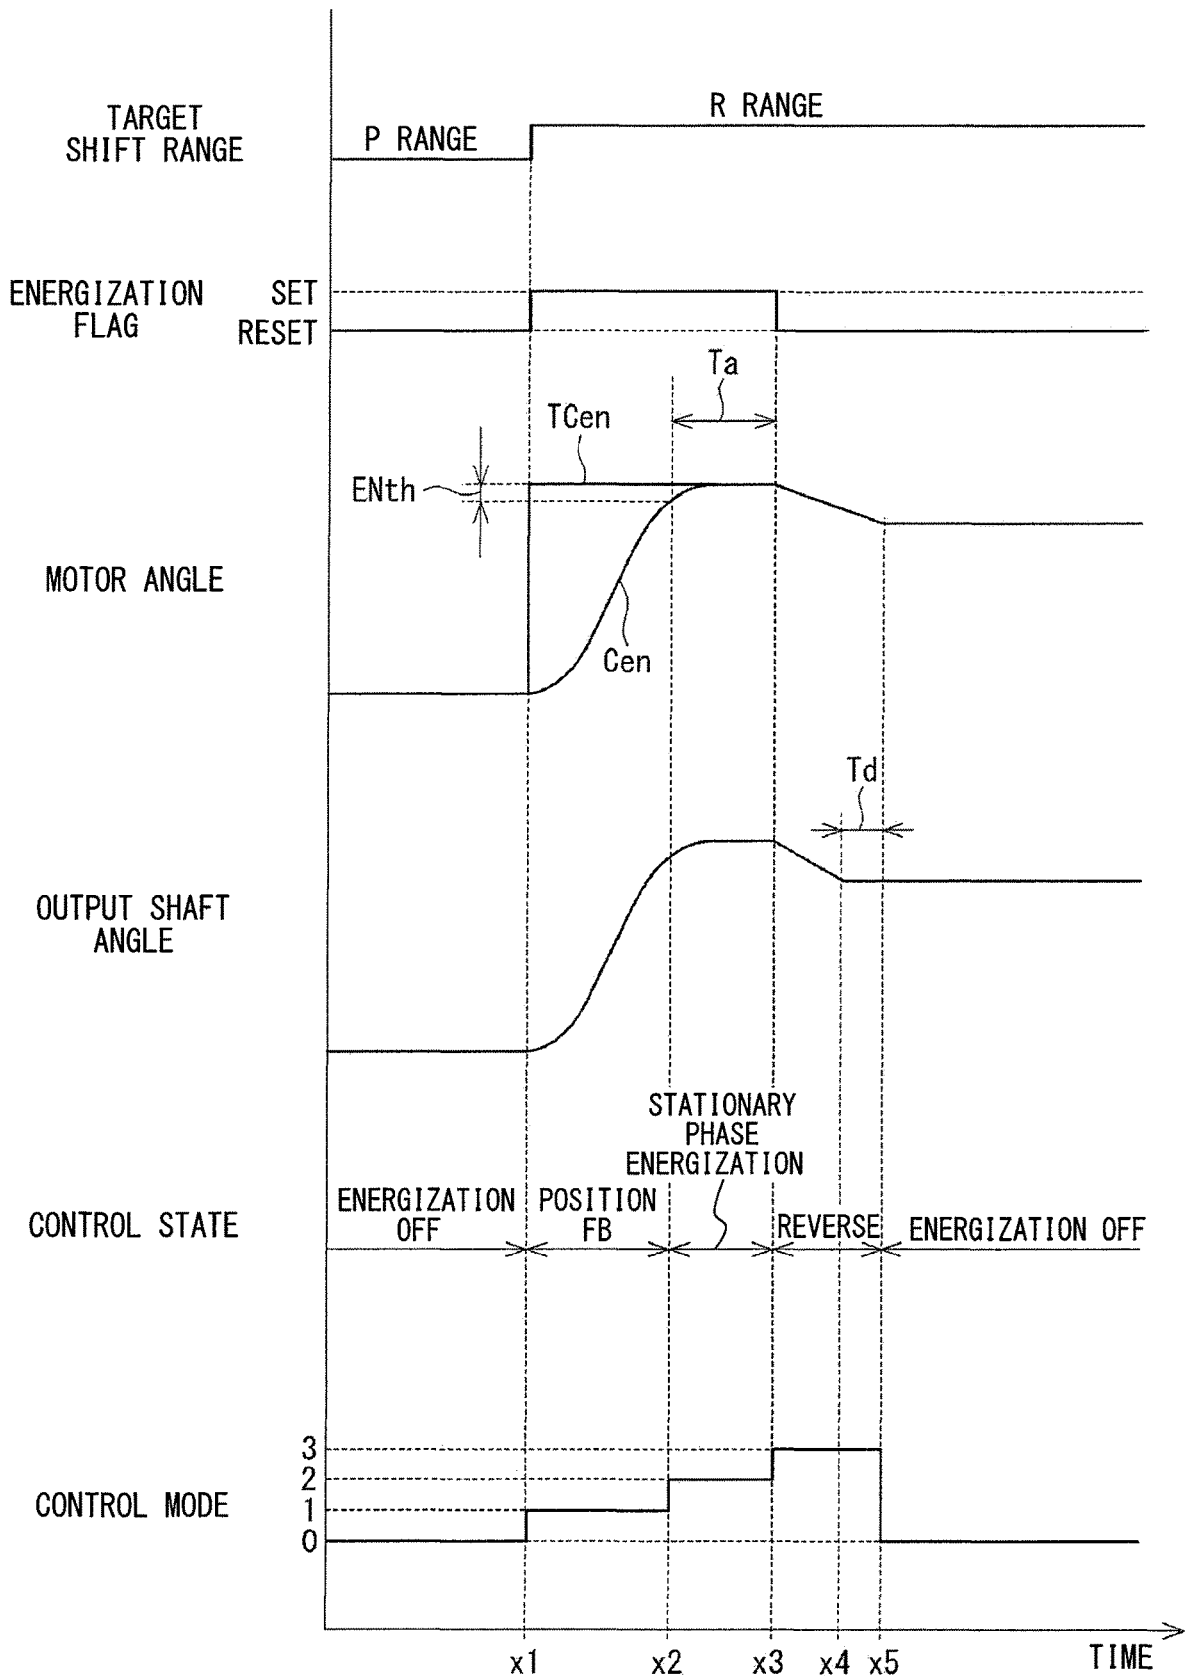 TARGET
SHIFT RANGE
P RANGE
R RANGE
ENERGIZATION
FLAG
SET
RESET
Ta
TCen
ENth
MOTOR ANGLE
Cen
Td
OUTPUT SHAFT
ANGLE
STATIONARY
PHASE
ENERGIZATION
CONTROL STATE
ENERGIZATION
OFF
POSITION
FB
REVERSE
ENERGIZATION OFF
CONTROL MODE
3
2
1
0
x1
x2
x3
x4
x5
TIME